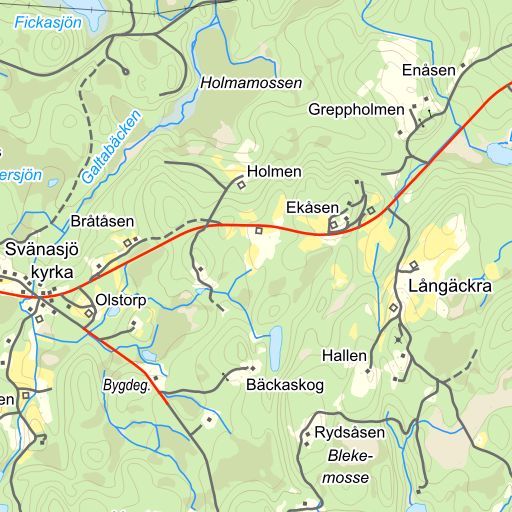 Fickasjön
Enåsen
Holmamossen
Greppholmen
Galtabäcken
ersjön
Holmen
Ekåsen
Bråtåsen
Svänasjö
kyrka
Långäckra
Olstorp
Hallen
Bygdeg.
Bäckaskog
en
Rydsåsen
Bleke-
mosse